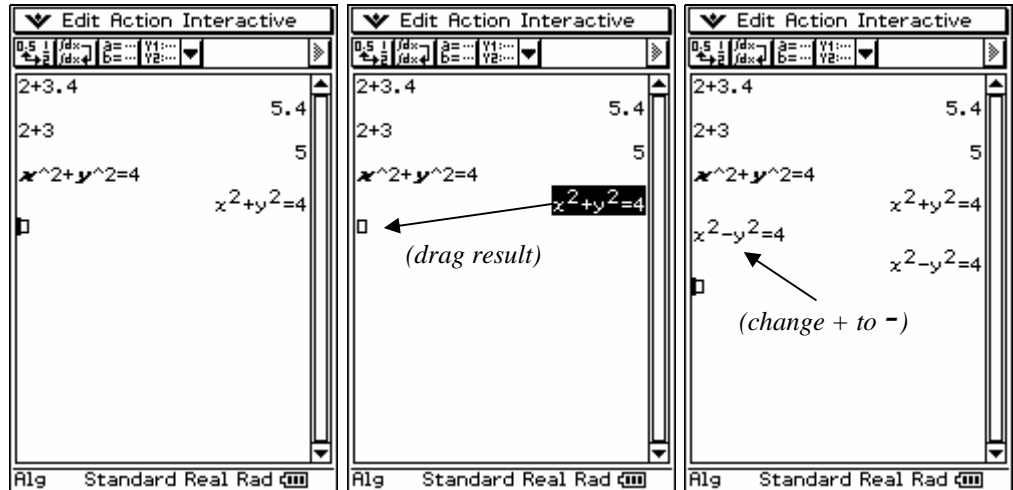 Edit Action Interactive
2+3.4
5.4
2+3
5
x^2+y^2=4
x²+y²=4
Alg Standard Real Rad
Edit Action Interactive
2+3.4
5.4
2+3
5
x^2+y^2=4
x²+y²=4
(drag result)
Alg Standard Real Rad
Edit Action Interactive
2+3.4
5.4
2+3
5
x^2+y^2=4
x²+y²=4
x²-y²=4
x²-y²=4
(change + to -)
Alg Standard Real Rad